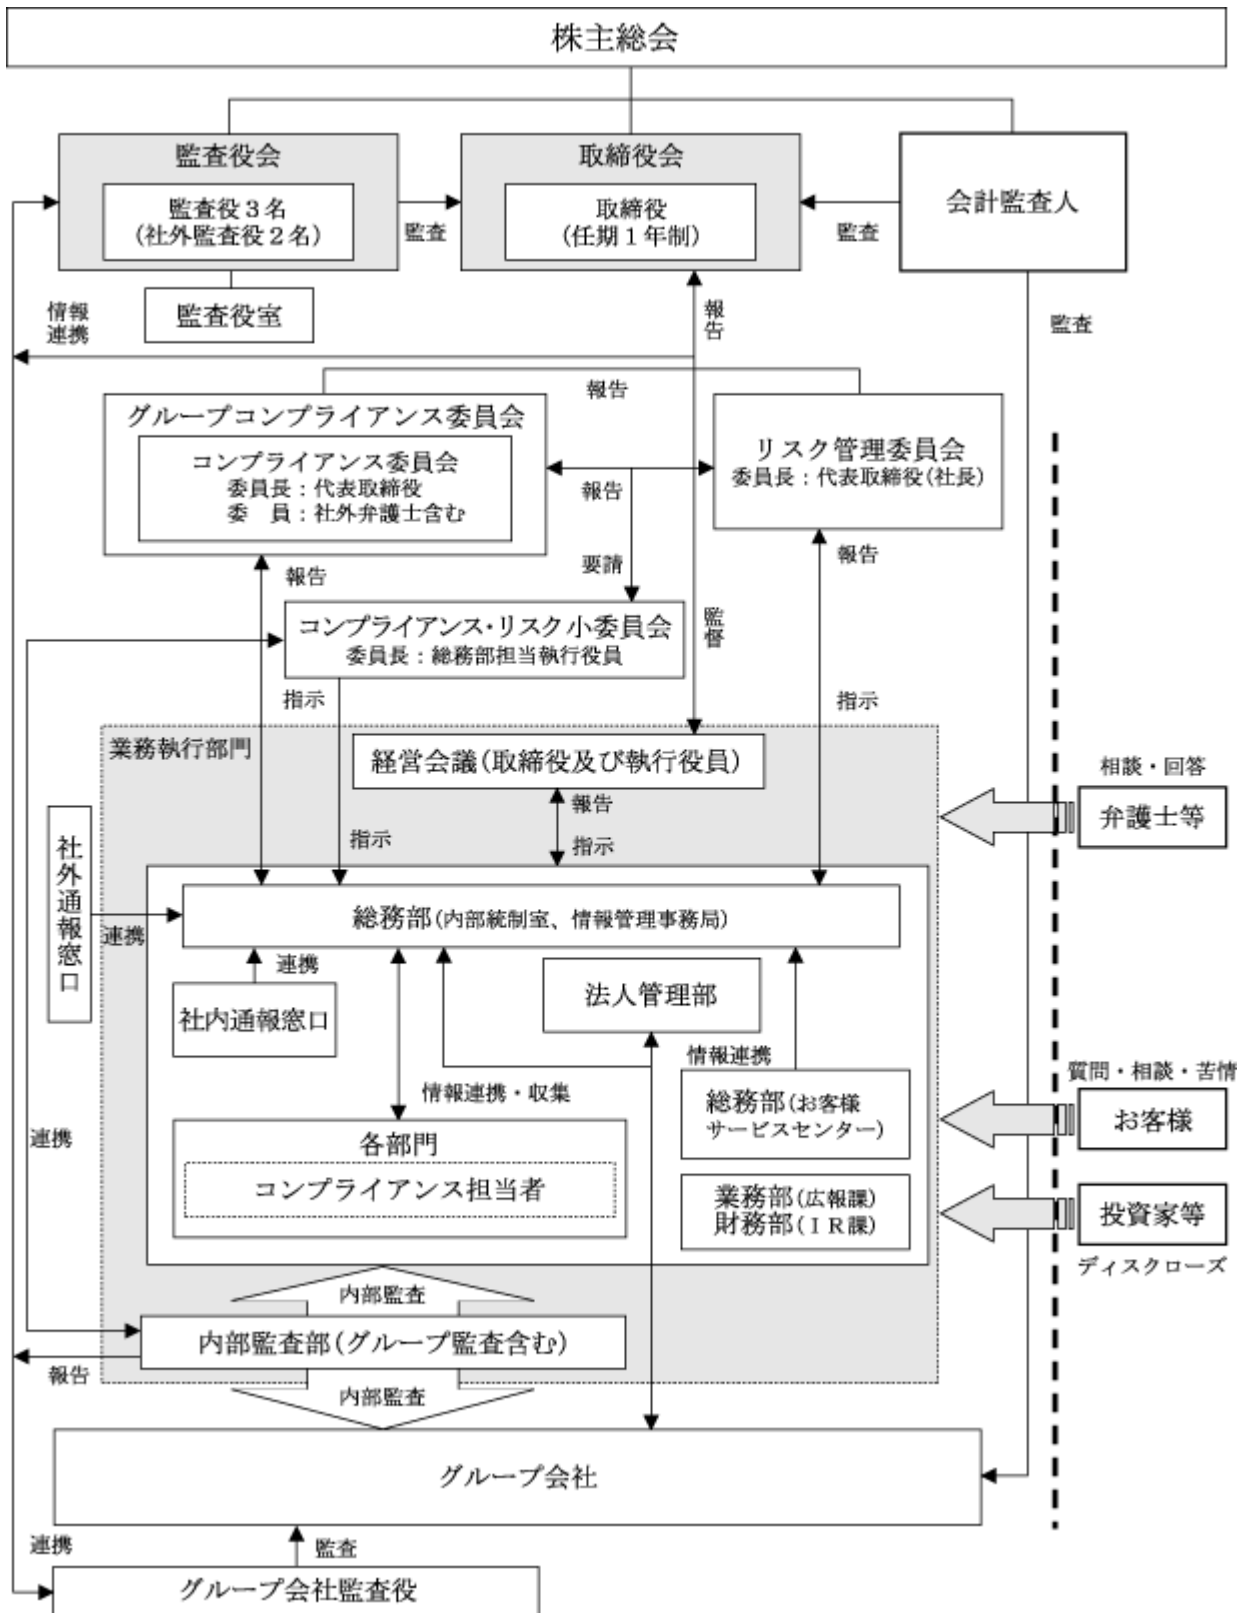 株主総会
監査役会
監査役３名
(社外監査役２名)
監査
取締役会
取締役
(任期１年制)
監査
会計監査人
監査役室
情報
連携
報告
監査
報告
グループコンプライアンス委員会
コンプライアンス委員会
委員長：代表取締役
委　員：社外弁護士含む
報告
リスク管理委員会
委員長：代表取締役(社長)
報告
要請
報告
コンプライアンス・リスク小委員会
委員長：総務部担当執行役員
監督
指示
指示
業務執行部門
経営会議(取締役及び執行役員)
報告
指示
指示
相談・回答
弁護士等
社外通報窓口
連携
総務部(内部統制室、情報管理事務局)
連携
社内通報窓口
法人管理部
情報連携
情報連携・収集
総務部(お客様
サービスセンター)
質問・相談・苦情
お客様
連携
各部門
コンプライアンス担当者
業務部(広報課)
財務部(ＩＲ課)
投資家等
ディスクローズ
内部監査
内部監査部(グループ監査含む)
報告
内部監査
グループ会社
連携
監査
グループ会社監査役